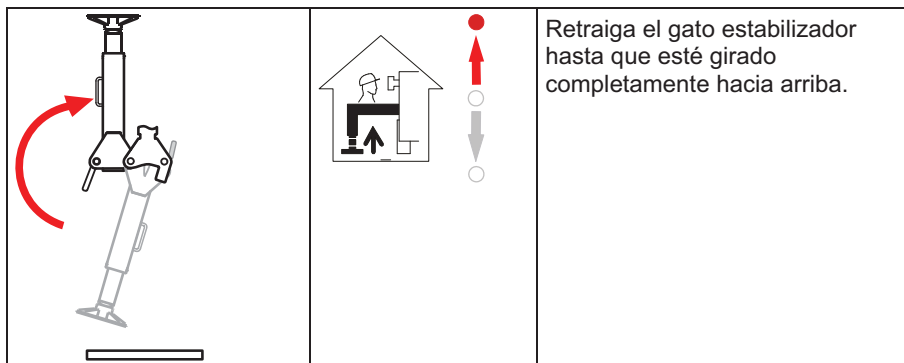 Retraiga el gato estabilizador
hasta que esté girado
completamente hacia arriba.